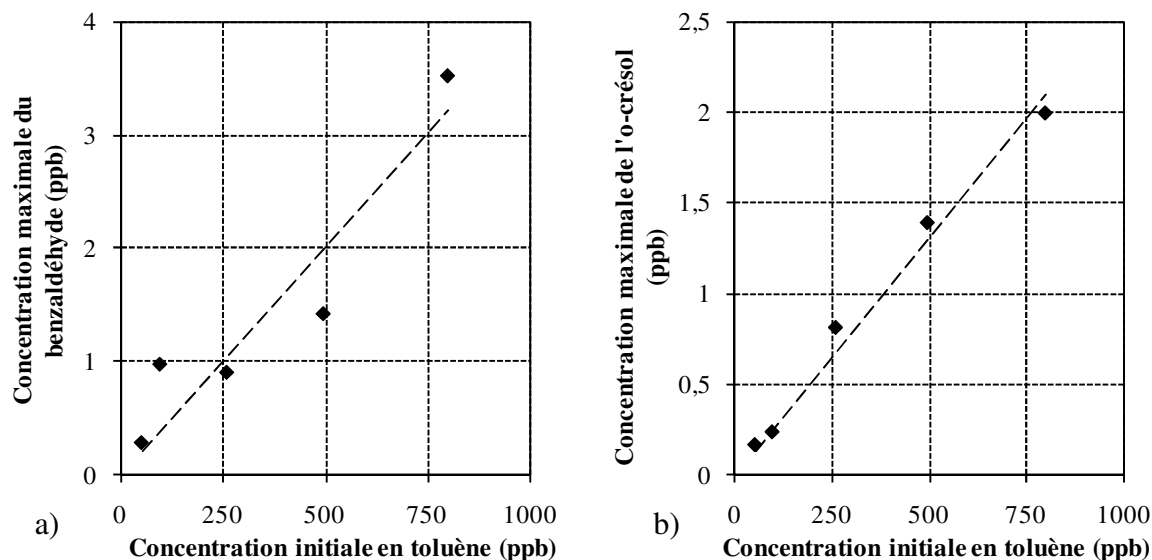 Concentration maximale du
benzaldéhyde (ppb)
4
3
2
1
0
0 250 500 750 1000
a)
Concentration initiale en toluène (ppb)
Concentration maximale de l'o-crésol
(ppb)
2,5
2
1,5
1
0,5
0
0 250 500 750 1000
b)
Concentration initiale en toluène (ppb)